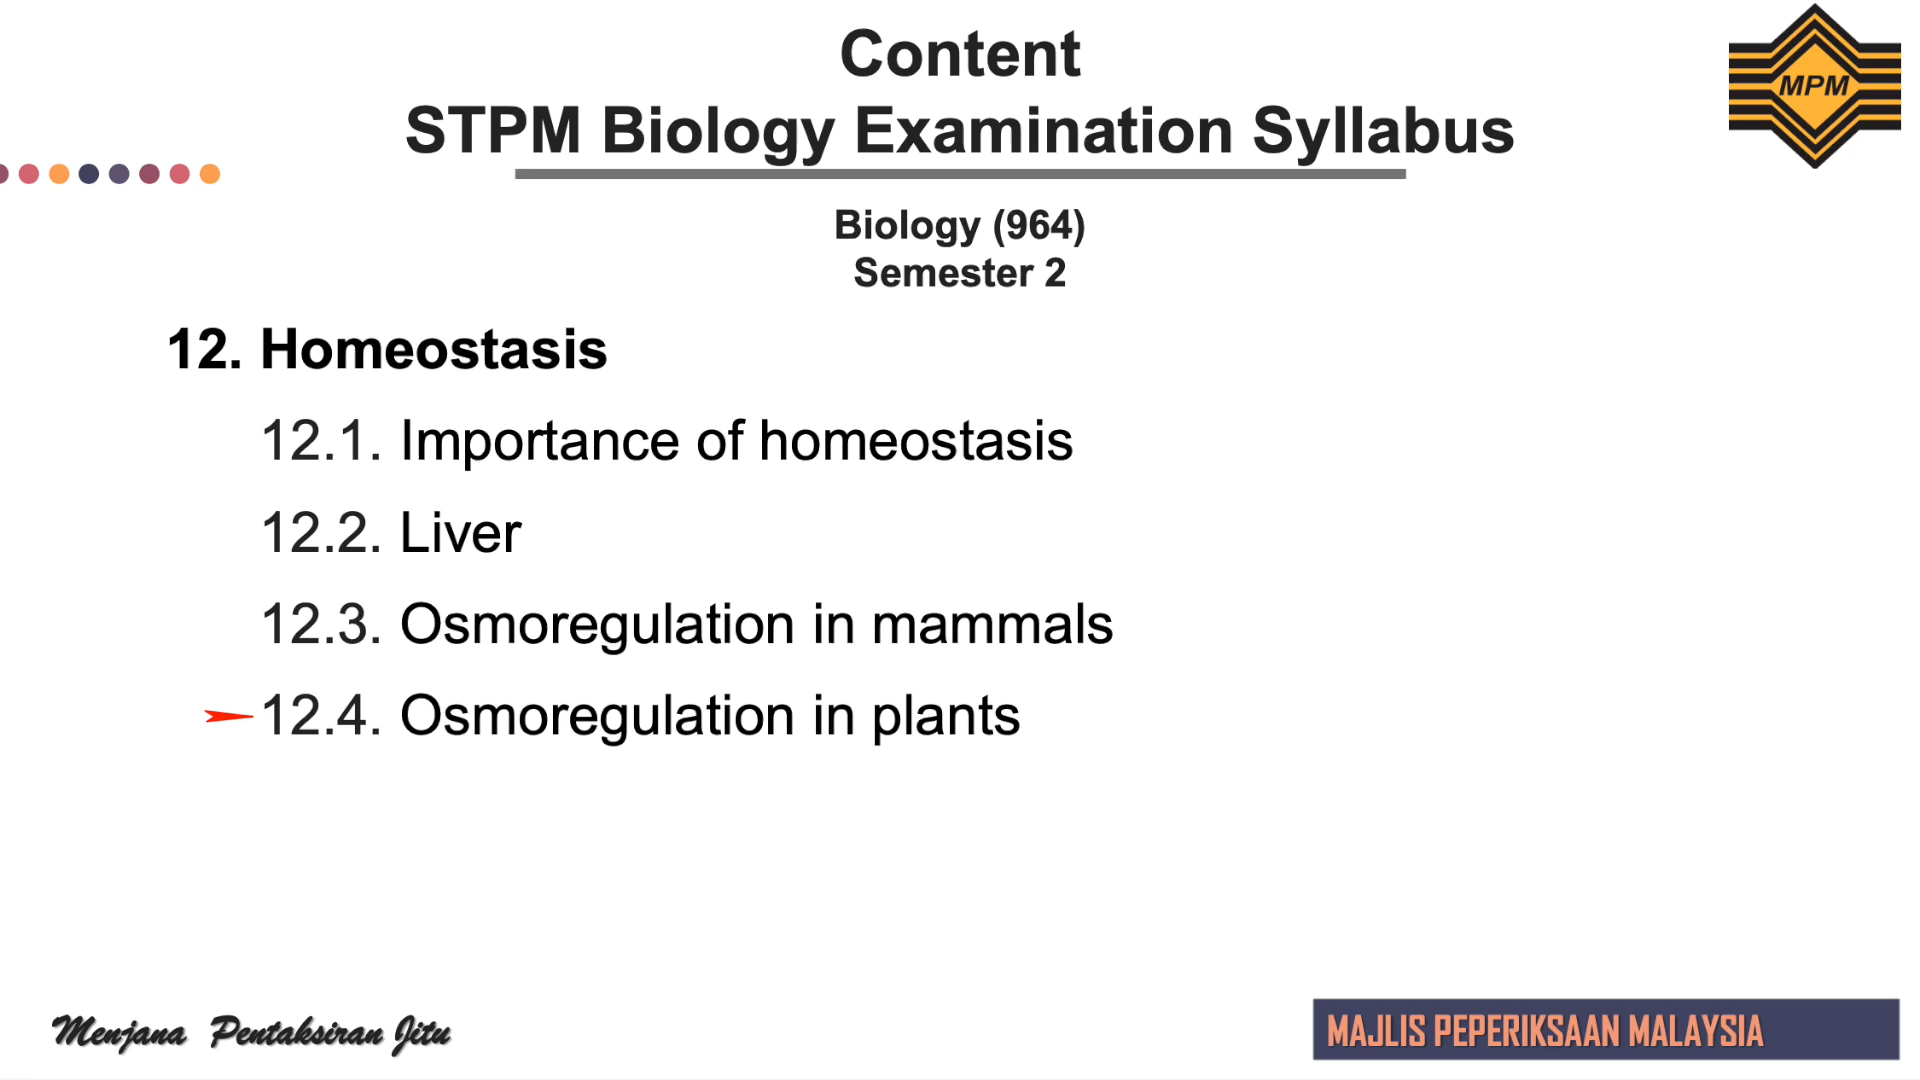 Content
STPM Biology Examination Syllabus
MPM
Biology (964)
Semester 2
12. Homeostasis
12.1. Importance of homeostasis
12.2. Liver
12.3. Osmoregulation in mammals
12.4. Osmoregulation in plants
Menjana Pentaksiran Jitu
MAJLIS PEPERIKSAAN MALAYSIA